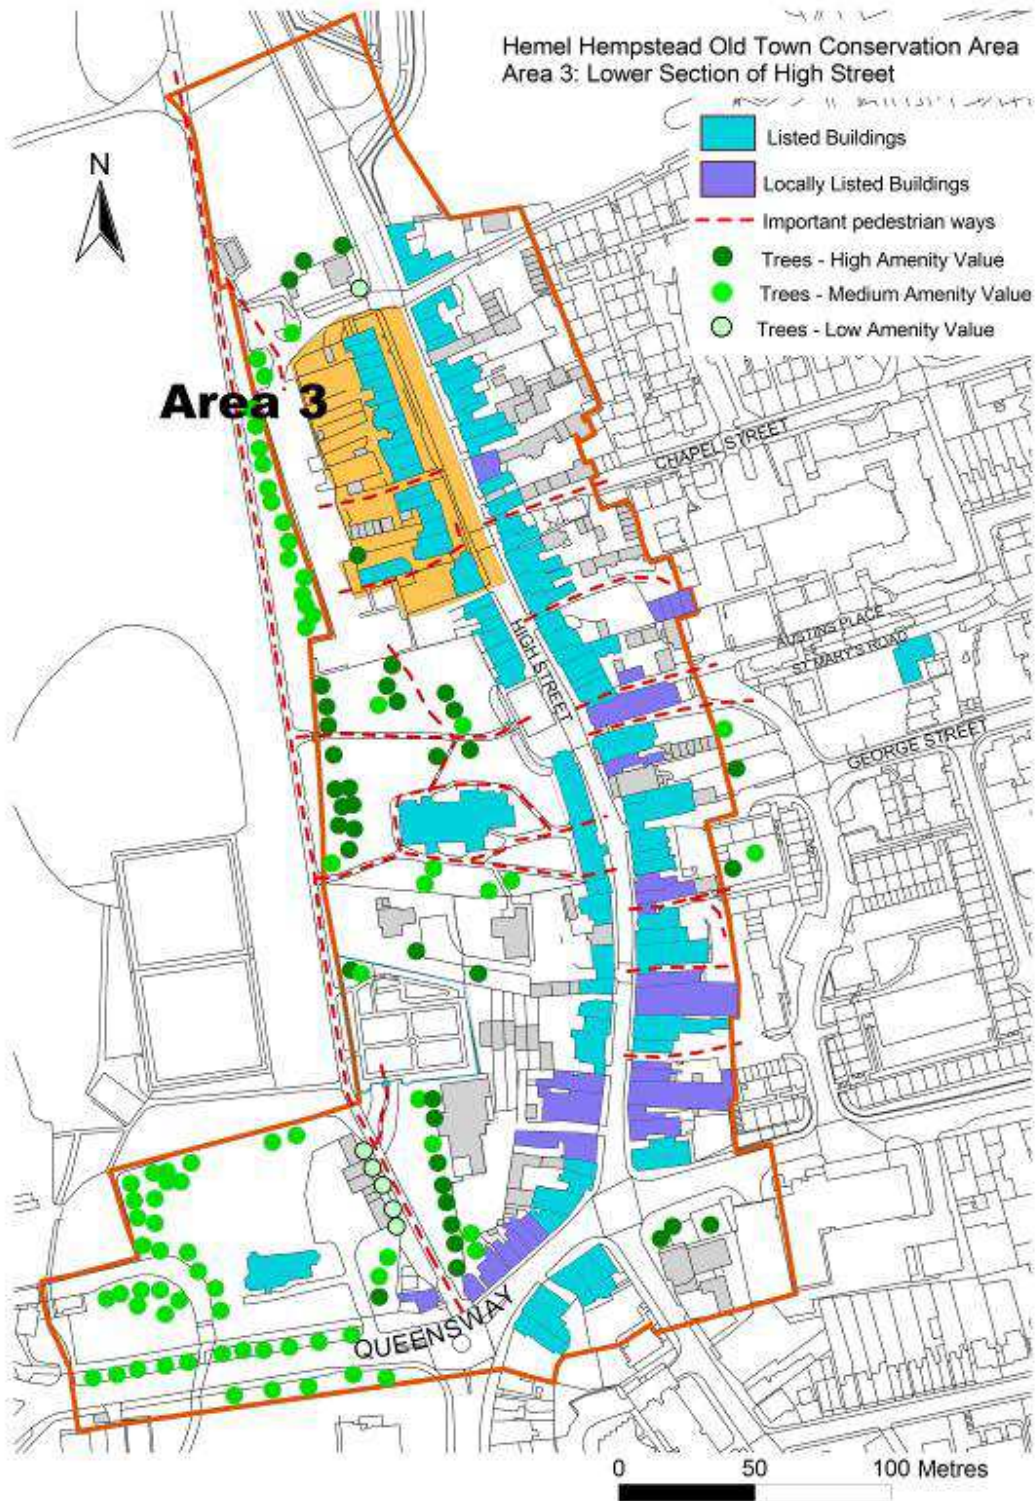 Hemel Hempstead Old Town Conservation Area
Area 3: Lower Section of High Street
Listed Buildings
Locally Listed Buildings
Important pedestrian ways
Trees - High Amenity Value
Trees - Medium Amenity Value
Trees - Low Amenity Value
N
Area 3
CHAPEL STREET
HIGH STREET
AUSTINS PLACE
ST MARY'S ROAD
GEORGE STREET
QUEENSWAY
0 50 100 Metres